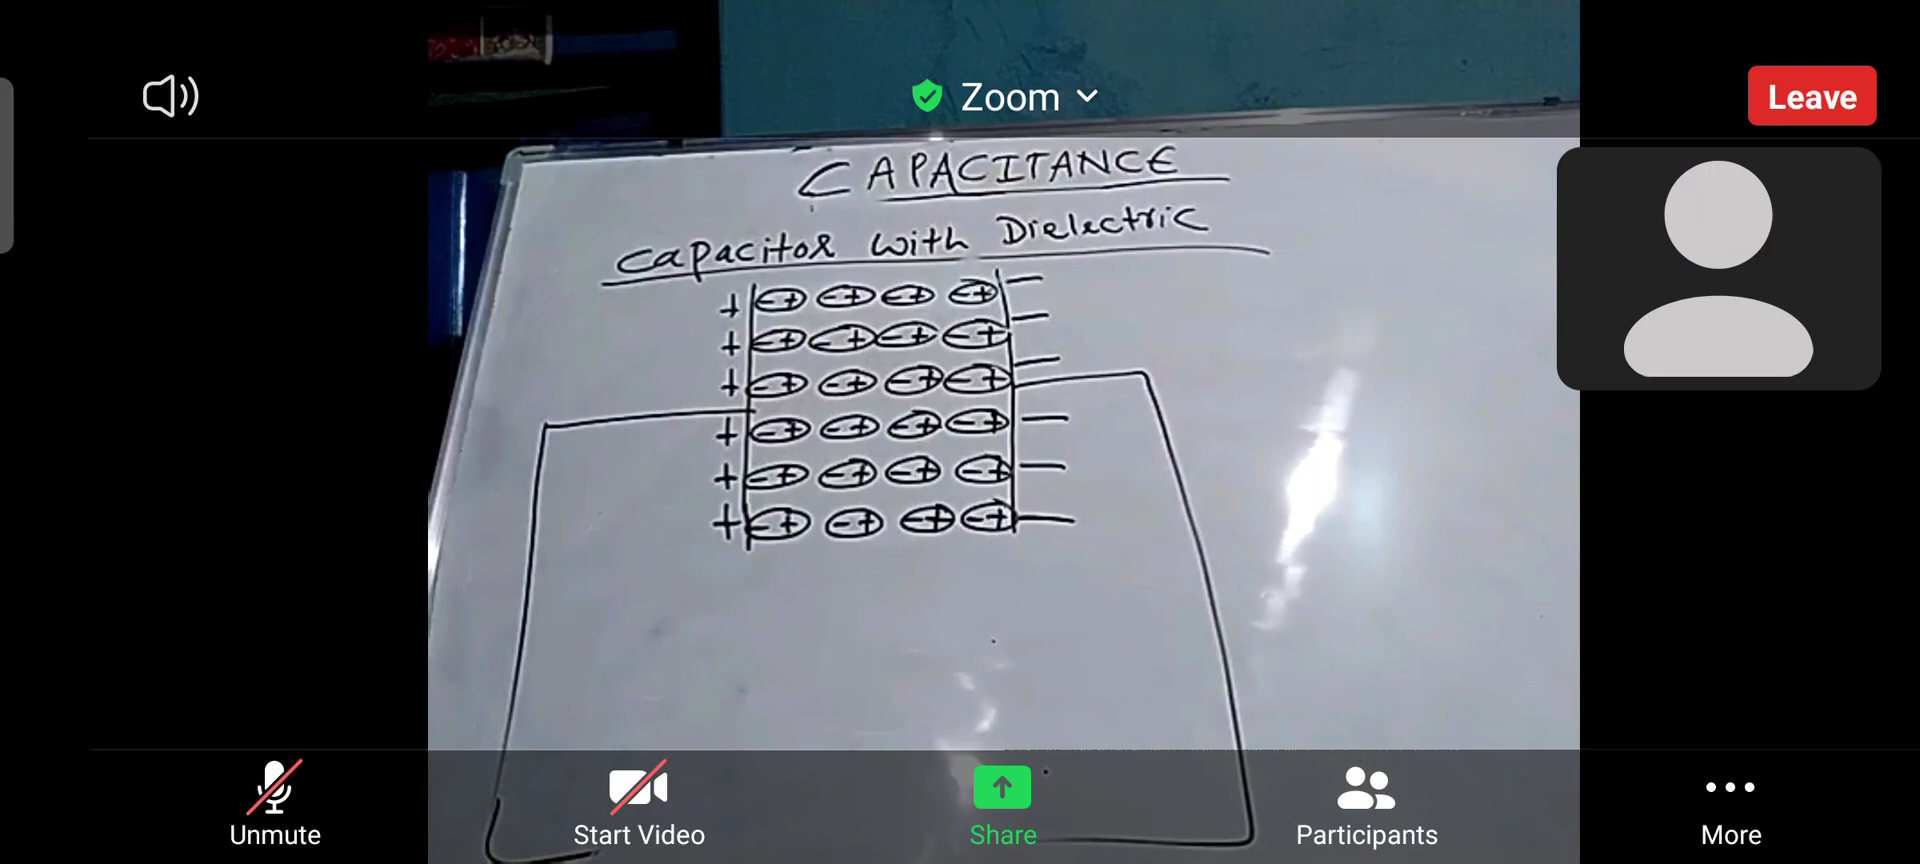 Zoom
Leave
CAPACITANCE
Capacitor with Dielectric
+ - + - + - + - + -
+ - + - + - + - + -
+ - + - + - + - + -
+ - + - + - + - + -
+ - + - + - + - + -
+ - + - + - + - + -
Unmute
Start Video
Share
Participants
More